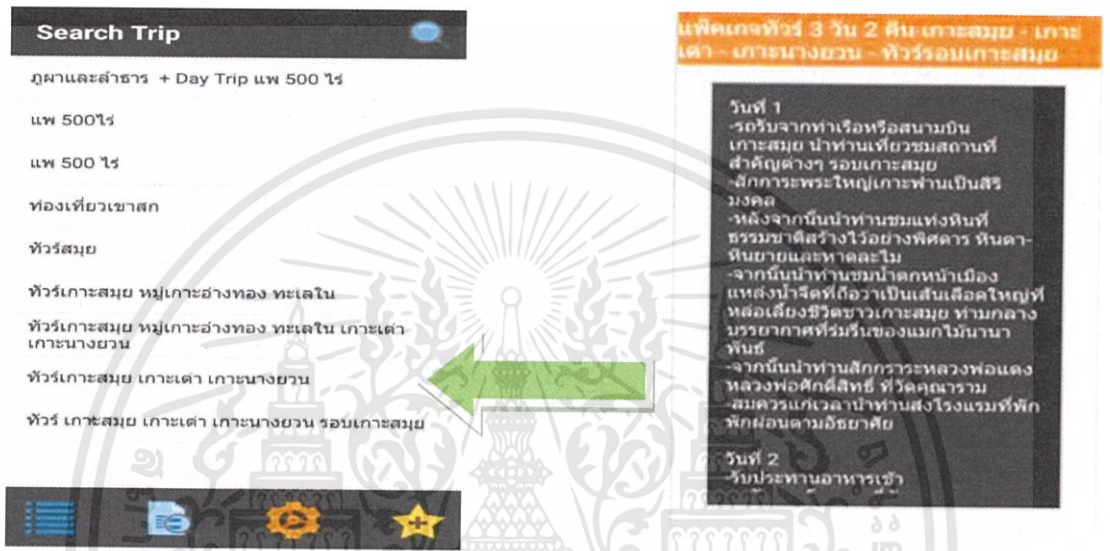 Search Trip
ภูผาและลำธาร + Day Trip แพ 500 ไร่
แพ 500ไร่
แพ 500 ไร่
ท่องเที่ยวเขาสก
ทัวร์สมุย
ทัวร์เกาะสมุย หมู่เกาะอ่างทอง ทะเลใน
ทัวร์เกาะสมุย หมู่เกาะอ่างทอง ทะเลใน เกาะเต่า
เกาะนางยวน
ทัวร์เกาะสมุย เกาะเต่า เกาะนางยวน
ทัวร์ เกาะสมุย เกาะเต่า เกาะนางยวน รอบเกาะสมุย
แพ็คเกจทัวร์ 3 วัน 2 คืน เกาะสมุย - เกาะ
เต่า - เกาะนางยวน - ทัวร์รอบเกาะสมุย
วันที่ 1
-รถรับจากท่าเรือหรือสนามบิน
เกาะสมุย นำท่านเที่ยวชมสถานที่
สำคัญต่างๆ รอบเกาะสมุย
-สักการะพระใหญ่เกาะฟานเป็นสิริ
มงคล
-หลังจากนั้นนำท่านชมแท่งหินที่
ธรรมชาติสร้างไว้อย่างพิศดาร หินตา-
หินยายและหาดละไม
-จากนั้นนำท่านชมน้ำตกหน้าเมือง
แหล่งน้ำจืดที่ถือว่าเป็นเส้นเลือดใหญ่ที่
หล่อเลี้ยงชีวิตชาวเกาะสมุย ท่ามกลาง
บรรยากาศที่ร่มรื่นของแมกไม้นานา
พันธ์
-จากนั้นนำท่านสักการะหลวงพ่อแดง
หลวงพ่อศักดิ์สิทธิ์ ที่วัดคุณาราม
-สมควรแก่เวลานำท่านส่งโรงแรมที่พัก
พักผ่อนตามอัธยาศัย
วันที่ 2
-รับประทานอาหารเช้า